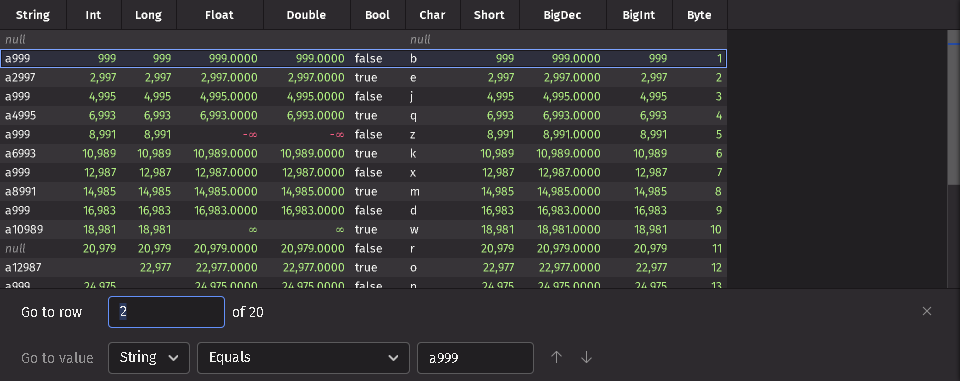 String Int Long Float Double Bool Char Short BigDec BigInt Byte
null null
a999 999 999 999.0000 999.0000 false b 999 999.0000 999 1
a2997 2,997 2,997 2,997.0000 2,997.0000 true e 2,997 2,997.0000 2,997 2
a999 4,995 4,995 4,995.0000 4,995.0000 false j 4,995 4,995.0000 4,995 3
a4995 6,993 6,993 6,993.0000 6,993.0000 true q 6,993 6,993.0000 6,993 4
a999 8,991 8,991 -∞ -∞ false z 8,991 8,991.0000 8,991 5
a6993 10,989 10,989 10,989.0000 10,989.0000 true k 10,989 10,989.0000 10,989 6
a999 12,987 12,987 12,987.0000 12,987.0000 false x 12,987 12,987.0000 12,987 7
a8991 14,985 14,985 14,985.0000 14,985.0000 true m 14,985 14,985.0000 14,985 8
a999 16,983 16,983 16,983.0000 16,983.0000 false d 16,983 16,983.0000 16,983 9
a10989 18,981 18,981 ∞ ∞ true w 18,981 18,981.0000 18,981 10
null 20,979 20,979 20,979.0000 20,979.0000 false r 20,979 20,979.0000 20,979 11
a12987 22,977 22,977.0000 22,977.0000 true o 22,977 22,977.0000 22,977 12
a999 24,975 24,975 24,975.0000 24,975.0000 false 24,975 24,975.0000 24,975 13
Go to row 2 of 20
Go to value String Equals a999